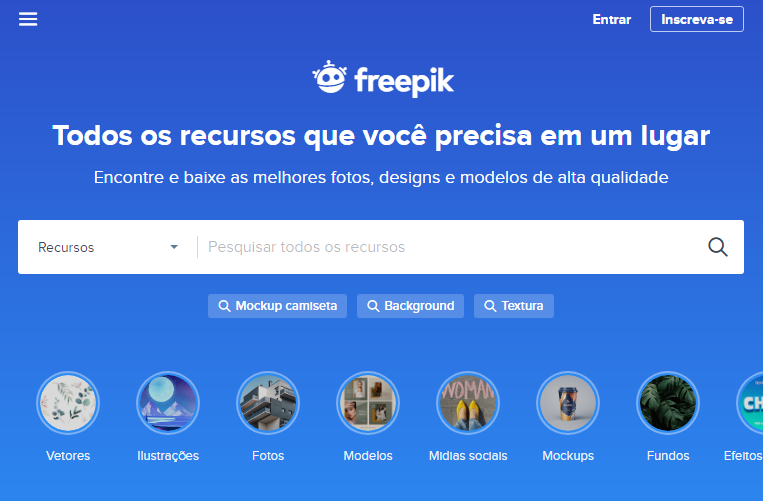 Entrar
Inscreva-se
freepik
Todos os recursos que você precisa em um lugar
Encontre e baixe as melhores fotos, designs e modelos de alta qualidade
Recursos
Pesquisar todos os recursos
Mockup camiseta
Background
Textura
WOMAN
CH
Vetores
Ilustrações
Fotos
Modelos
Mídias sociais
Mockups
Fundos
Efeitos